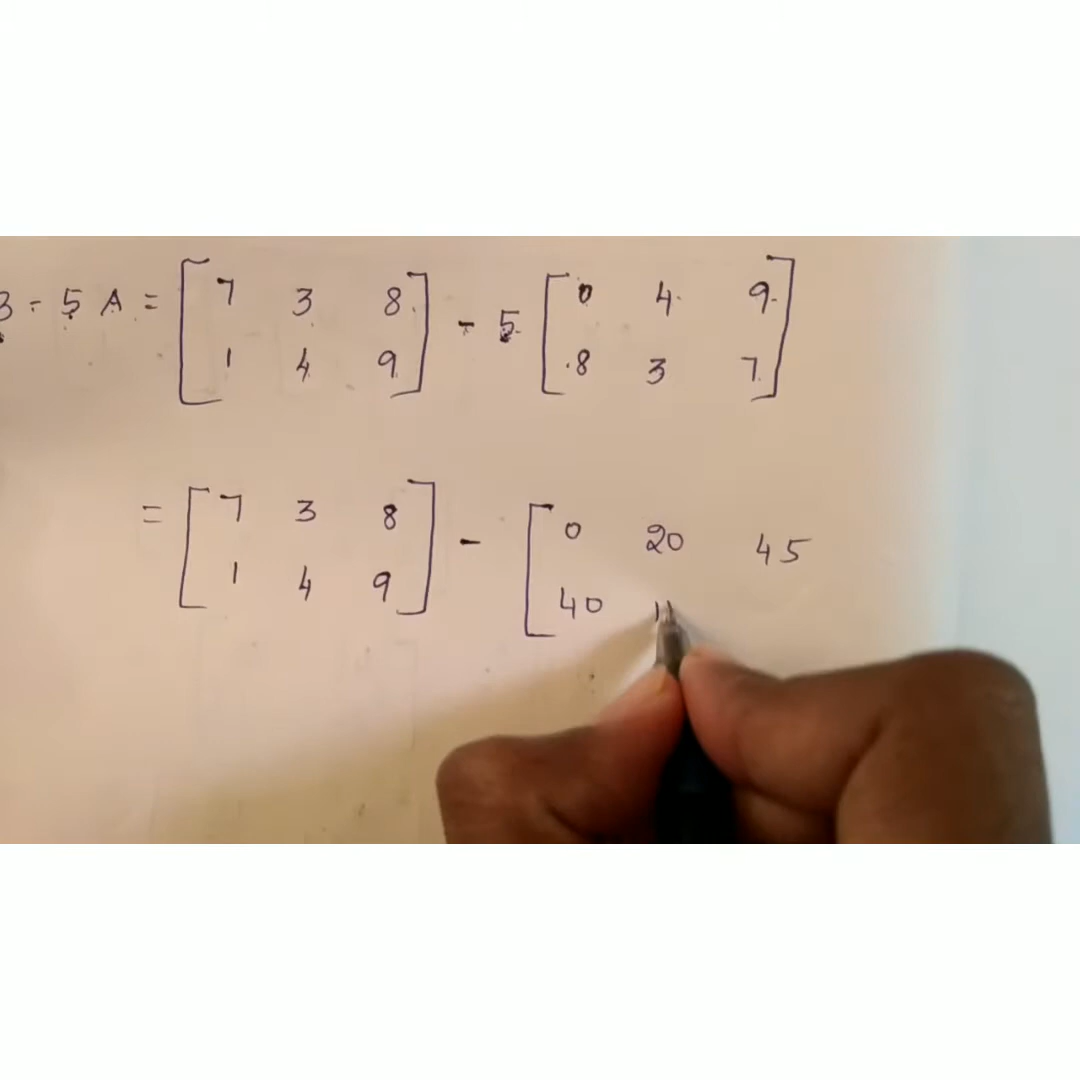 3 - 5 A = [ 7 3 8 ] - 5 [ 0 4 9 ]
1 4 9 8 3 7
= [ 7 3 8 ] - [ 0 20 45
1 4 9 40